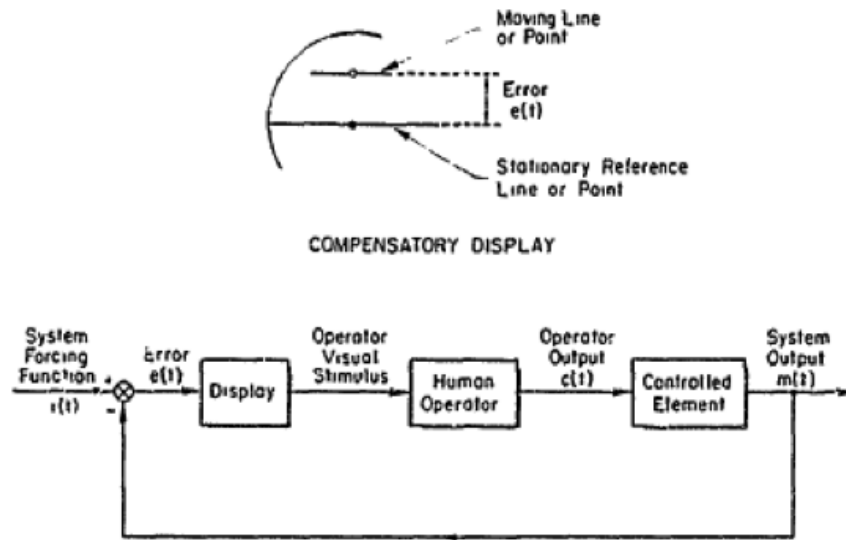 Moving Line
or Point
Error
e(t)
Stationary Reference
Line or Point
COMPENSATORY DISPLAY
System
Forcing
Function
i(t)
+
−
Error
e(t)
Display
Operator
Visual
Stimulus
Human
Operator
Operator
Output
c(t)
Controlled
Element
System
Output
m(t)